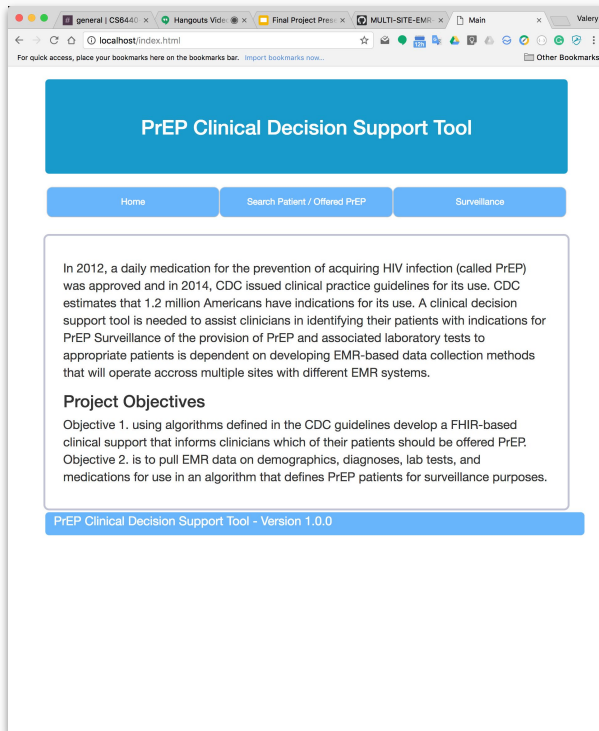 general | CS6440
Hangouts Video
Final Project Prese
MULTI-SITE-EMR-
Main
Valery
localhost/index.html
For quick access, place your bookmarks here on the bookmarks bar. Import bookmarks now...
Other Bookmarks
PrEP Clinical Decision Support Tool
Home
Search Patient / Offered PrEP
Surveillance
In 2012, a daily medication for the prevention of acquiring HIV infection (called PrEP)
was approved and in 2014, CDC issued clinical practice guidelines for its use. CDC
estimates that 1.2 million Americans have indications for its use. A clinical decision
support tool is needed to assist clinicians in identifying their patients with indications for
PrEP Surveillance of the provision of PrEP and associated laboratory tests to
appropriate patients is dependent on developing EMR-based data collection methods
that will operate accross multiple sites with different EMR systems.
Project Objectives
Objective 1. using algorithms defined in the CDC guidelines develop a FHIR-based
clinical support that informs clinicians which of their patients should be offered PrEP.
Objective 2. is to pull EMR data on demographics, diagnoses, lab tests, and
medications for use in an algorithm that defines PrEP patients for surveillance purposes.
PrEP Clinical Decision Support Tool - Version 1.0.0